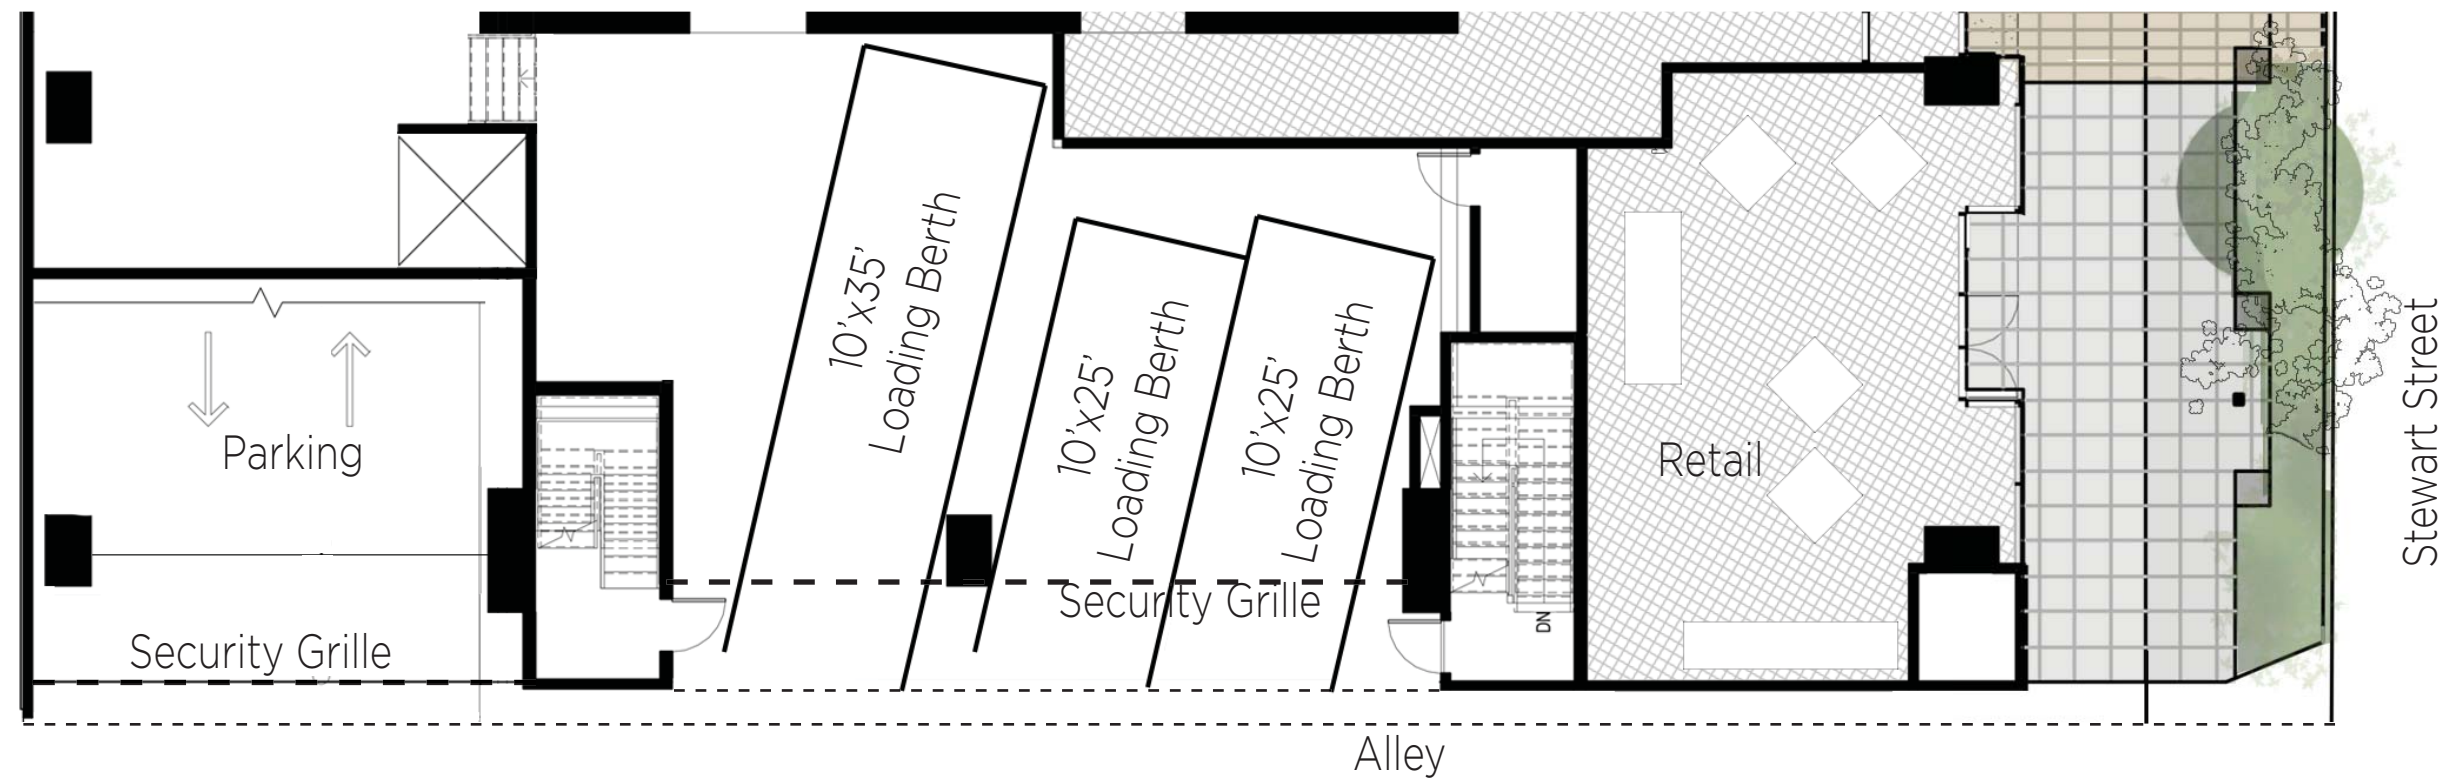 10'x35'
Loading Berth
10'x25'
Loading Berth
10'x25'
Loading Berth
Parking
Retail
Stewart Street
Security Grille
DN
Security Grille
Alley